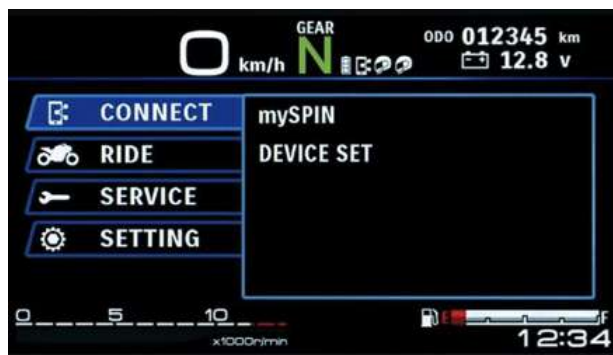 0 km/h
GEAR
N
ODO 012345 km
12.8 V
CONNECT
RIDE
SERVICE
SETTING
mySPIN
DEVICE SET
0 5 10
x1000r/min
E F
12:34